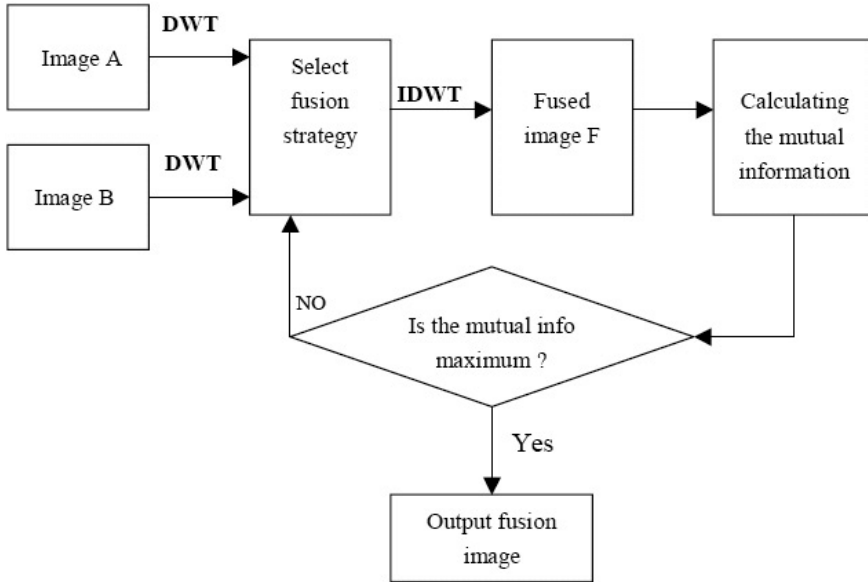 DWT
Image A
Select
fusion
strategy
IDWT
Fused
image F
Calculating
the mutual
information
DWT
Image B
NO
Is the mutual info
maximum ?
Yes
Output fusion
image